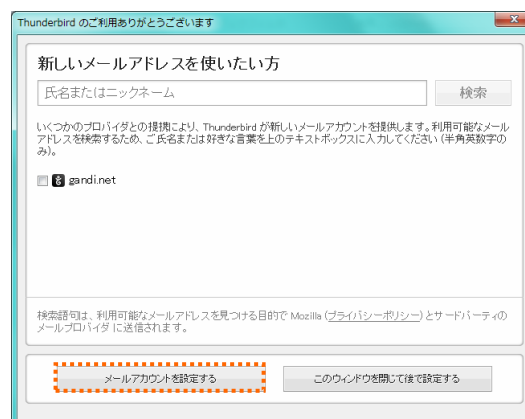 Thunderbird のご利用ありがとうございます
新しいメールアドレスを使いたい方
氏名またはニックネーム
検索
いくつかのプロバイダとの提携により、Thunderbird が新しいメールアカウントを提供します。利用可能なメール
アドレスを検索するため、ご氏名または好きな言葉を上のテキストボックスに入力してください (半角英数字の
み)。
gandi.net
検索語句は、利用可能なメールアドレスを見つける目的で Mozilla (プライバシーポリシー) とサードパーティの
メールプロバイダ に送信されます。
メールアカウントを設定する
このウィンドウを閉じて後で設定する